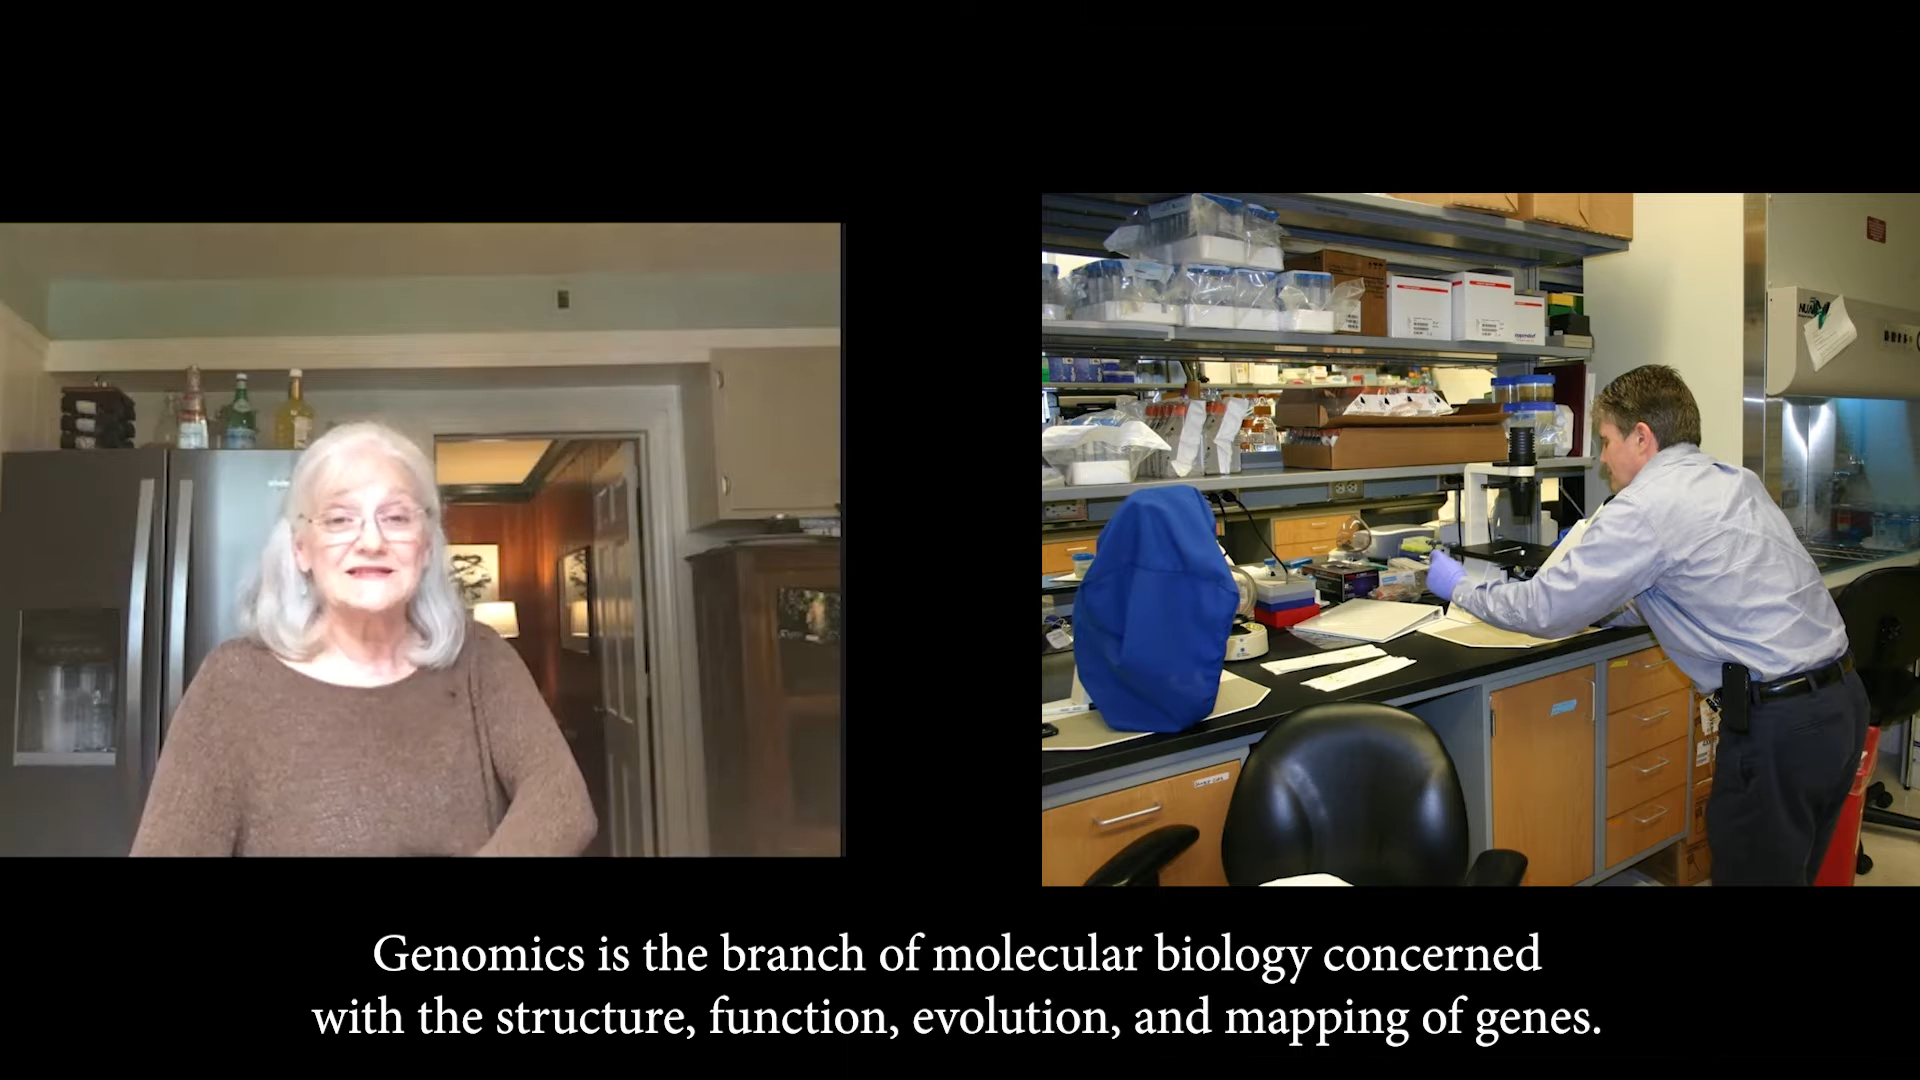 Genomics is the branch of molecular biology concerned
with the structure, function, evolution, and mapping of genes.